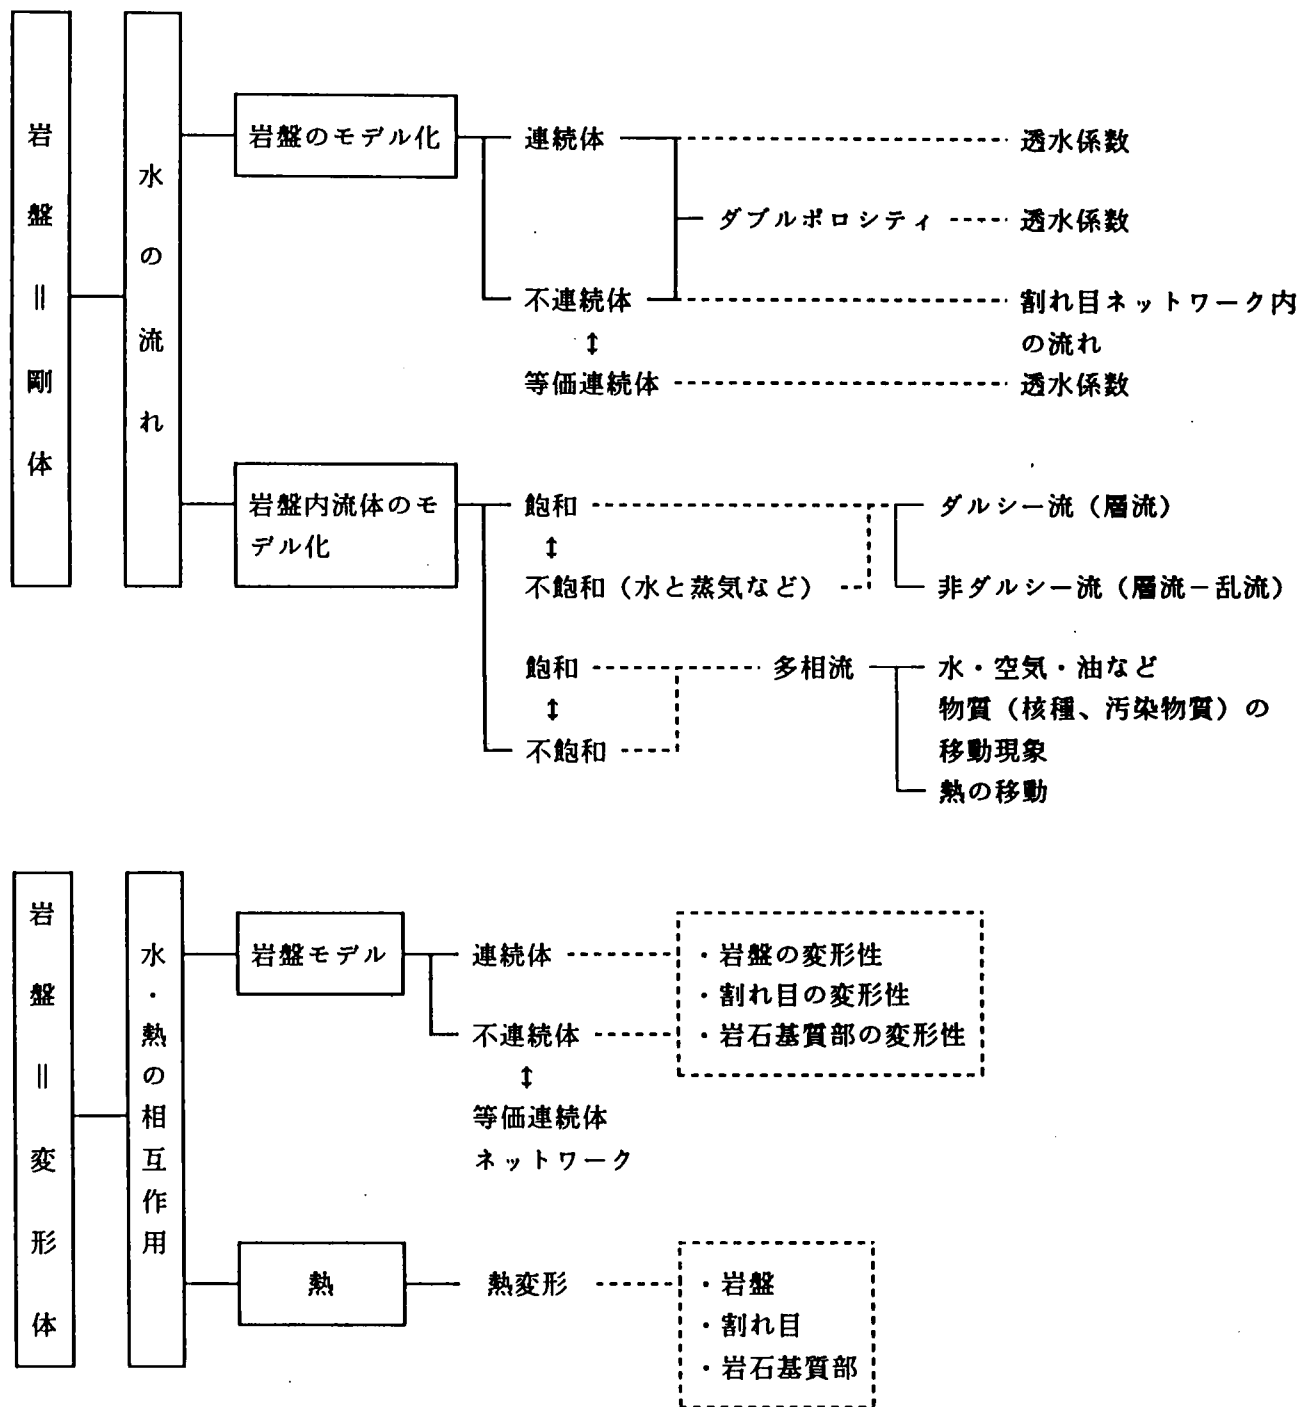 岩盤＝剛体
水の流れ
岩盤のモデル化
連続体 透水係数
ダブルポロシティ 透水係数
不連続体 割れ目ネットワーク内
↕ の流れ
等価連続体 透水係数
岩盤内流体のモ
デル化
飽和 ダルシー流（層流）
↕
不飽和（水と蒸気など） 非ダルシー流（層流－乱流）
飽和 多相流 水・空気・油など
↕ 物質（核種、汚染物質）の
不飽和 移動現象
熱の移動
岩盤＝変形体
水・熱の相互作用
岩盤モデル
連続体 ・岩盤の変形性
・割れ目の変形性
不連続体 ・岩石基質部の変形性
↕
等価連続体
ネットワーク
熱 熱変形 ・岩盤
・割れ目
・岩石基質部